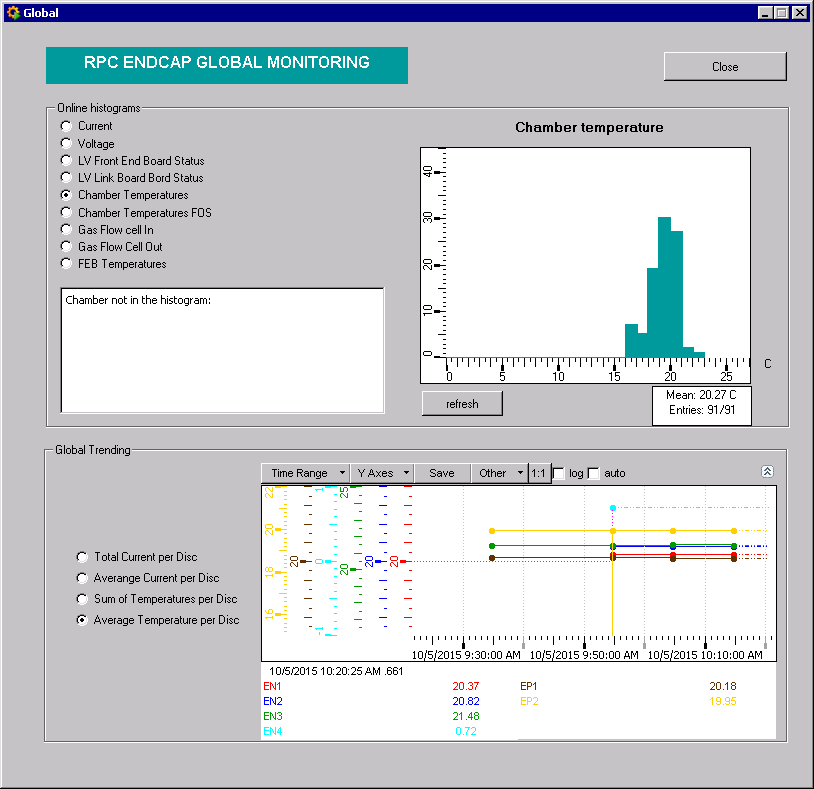 Global
RPC ENDCAP GLOBAL MONITORING
Close
Online histograms
Current
Voltage
LV Front End Board Status
LV Link Board Bord Status
Chamber Temperatures
Chamber Temperatures FOS
Gas Flow cell In
Gas Flow Cell Out
FEB Temperatures
Chamber not in the histogram:
Chamber temperature
40
30
20
10
0
0 5 10 15 20 25
C
refresh
Mean: 20.27 C
Entries: 91/91
Global Trending
Time Range Y Axes Save Other 1:1 log auto
Total Current per Disc
Averange Current per Disc
Sum of Temperatures per Disc
Average Temperature per Disc
22 1 25
20
20 0 20 20 20
18
16 -1
10/5/2015 9:30:00 AM 10/5/2015 9:50:00 AM 10/5/2015 10:10:00 AM
10/5/2015 10:20:25 AM .661
EN1 20.37 EP1 20.18
EN2 20.82 EP2 19.95
EN3 21.48
EN4 0.72